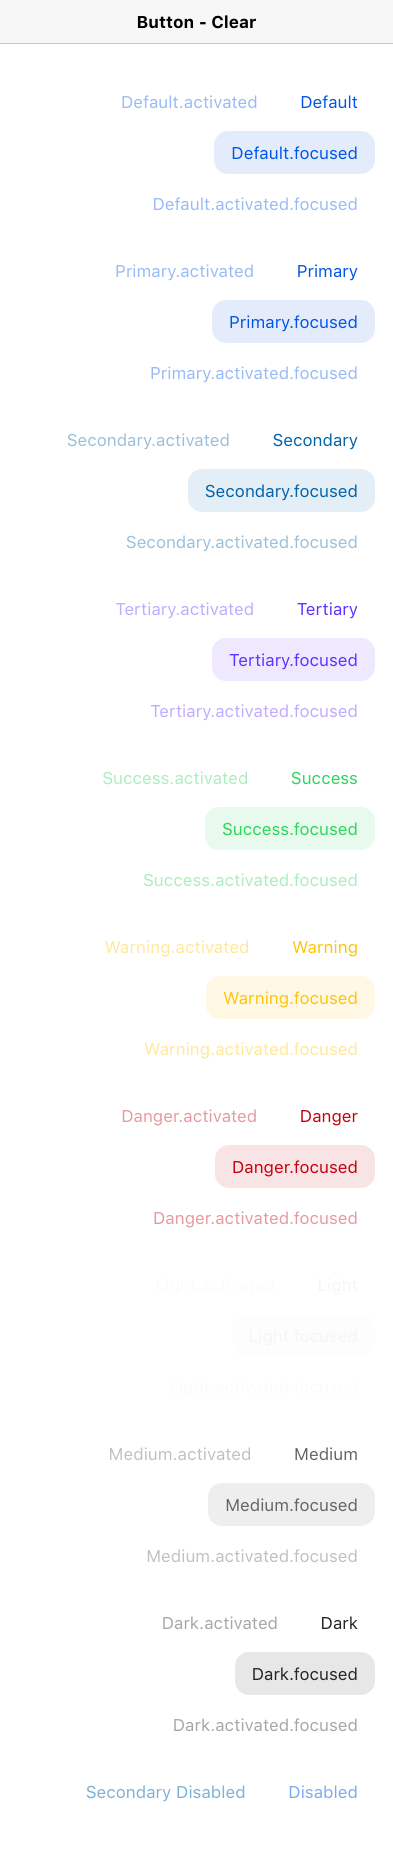 Button - Clear
Default.activated Default
Default.focused
Default.activated.focused
Primary.activated Primary
Primary.focused
Primary.activated.focused
Secondary.activated Secondary
Secondary.focused
Secondary.activated.focused
Tertiary.activated Tertiary
Tertiary.focused
Tertiary.activated.focused
Success.activated Success
Success.focused
Success.activated.focused
Warning.activated Warning
Warning.focused
Warning.activated.focused
Danger.activated Danger
Danger.focused
Danger.activated.focused
Light.activated Light
Light.focused
Light.activated.focused
Medium.activated Medium
Medium.focused
Medium.activated.focused
Dark.activated Dark
Dark.focused
Dark.activated.focused
Secondary Disabled Disabled